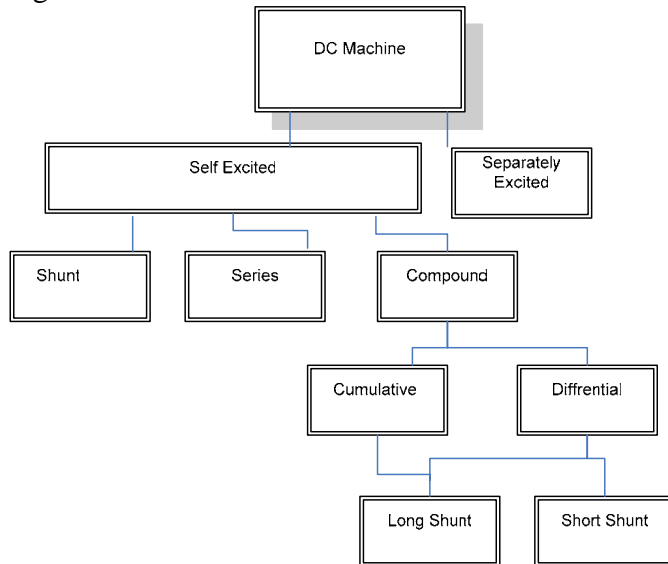 DC Machine
Self Excited
Separately
Excited
Shunt
Series
Compound
Cumulative
Diffrential
Long Shunt
Short Shunt